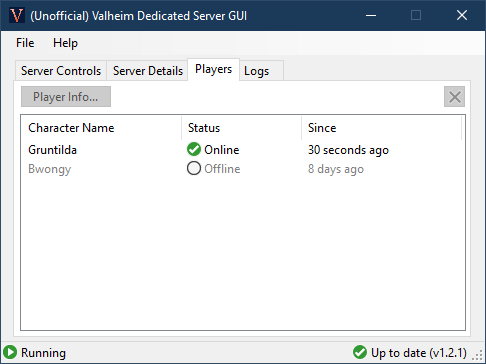 V (Unofficial) Valheim Dedicated Server GUI
File Help
Server Controls Server Details Players Logs
Player Info...
Character Name Status Since
Gruntilda Online 30 seconds ago
Bwongy Offline 8 days ago
Running Up to date (v1.2.1)